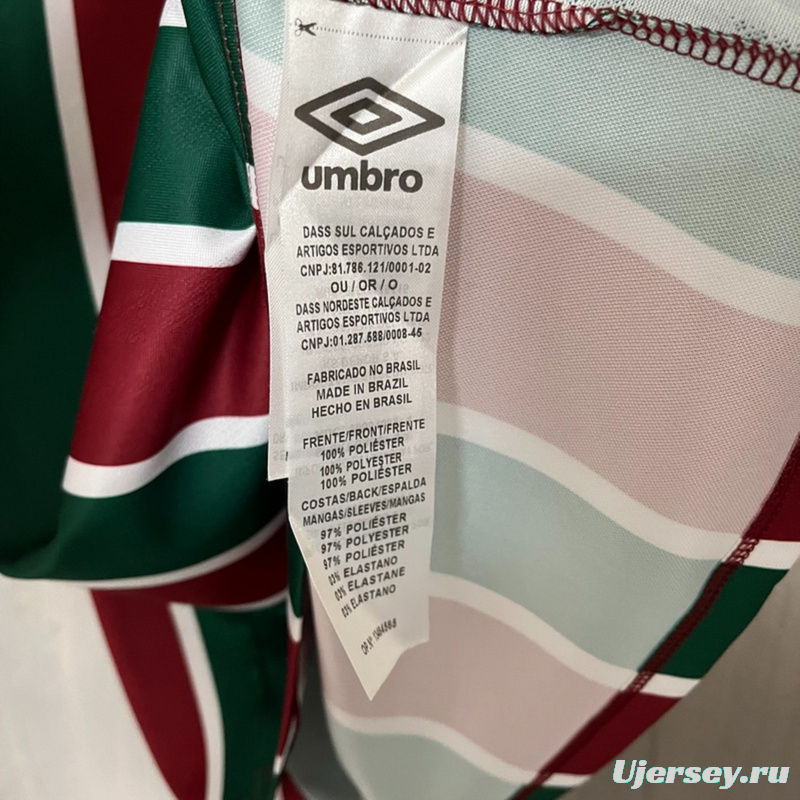 umbro
DASS SUL CALÇADOS E
ARTIGOS ESPORTIVOS LTDA
CNPJ:81.786.121/0001-02
OU / OR / O
DASS NORDESTE CALÇADOS E
ARTIGOS ESPORTIVOS LTDA
CNPJ:01.287.588/0008-45
FABRICADO NO BRASIL
MADE IN BRAZIL
HECHO EN BRASIL
FRENTE/FRONT/FRENTE
100% POLIÉSTER
100% POLYESTER
100% POLIÉSTER
COSTAS/BACK/ESPALDA
MANGAS/SLEEVES/MANGAS
97% POLIÉSTER
97% POLYESTER
97% POLIÉSTER
03% ELASTANO
03% ELASTANE
03% ELASTANO
Ujersey.ru